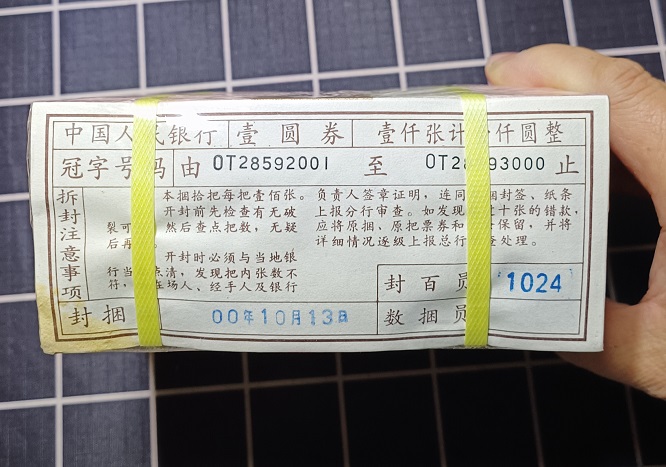 中国人民银行 壹圆券 壹仟张计 仟圆整
冠字号码 由 OT28592001 至 OT28 93000 止
拆封注意事项
本捆拾把每把壹佰张。
开封前先检查有无破
裂可 然后查点把数，无疑
后再
开封时必须与当地银
行当 点清，发现把内张数不
符， 在场人、经手人及银行
负责人签章证明，连同 捆封签、纸条
上报分行审查。如发现 过十张的错款，
应将原捆、原把票券和 保留，并将
详细情况逐级上报总行 查处理。
封百员 1024
封捆 00年10月13日
数捆员